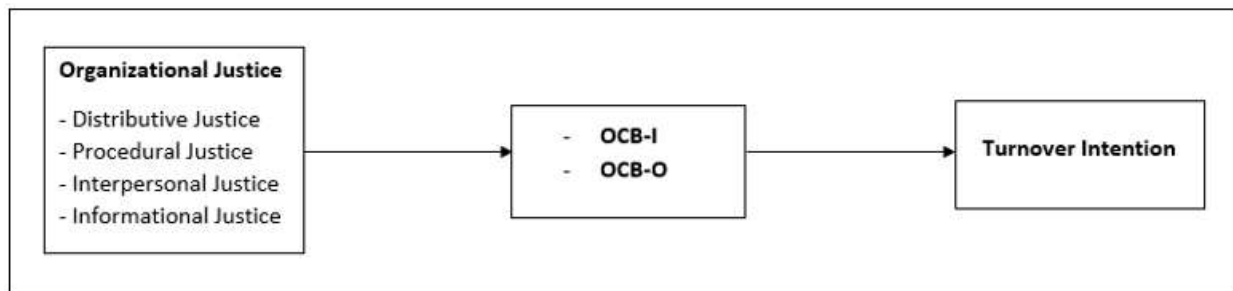 Organizational Justice
- Distributive Justice
- Procedural Justice
- Interpersonal Justice
- Informational Justice
- OCB-I
- OCB-O
Turnover Intention